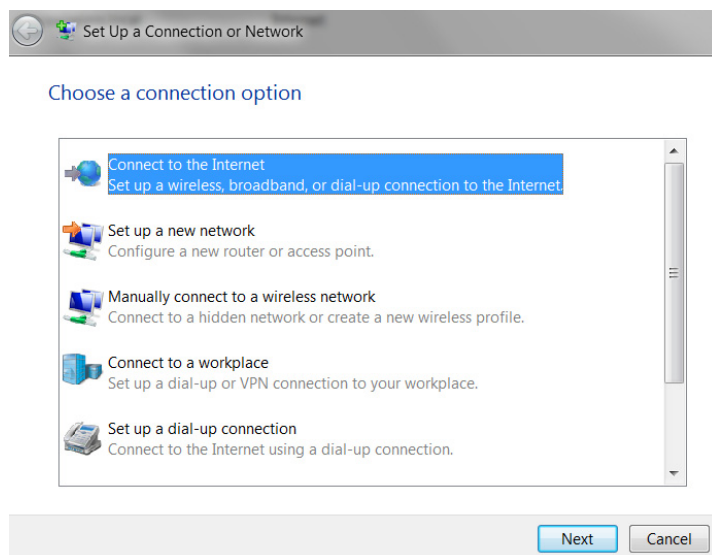 Set Up a Connection or Network
Choose a connection option
Connect to the Internet
Set up a wireless, broadband, or dial-up connection to the Internet.
Set up a new network
Configure a new router or access point.
Manually connect to a wireless network
Connect to a hidden network or create a new wireless profile.
Connect to a workplace
Set up a dial-up or VPN connection to your workplace.
Set up a dial-up connection
Connect to the Internet using a dial-up connection.
Next
Cancel